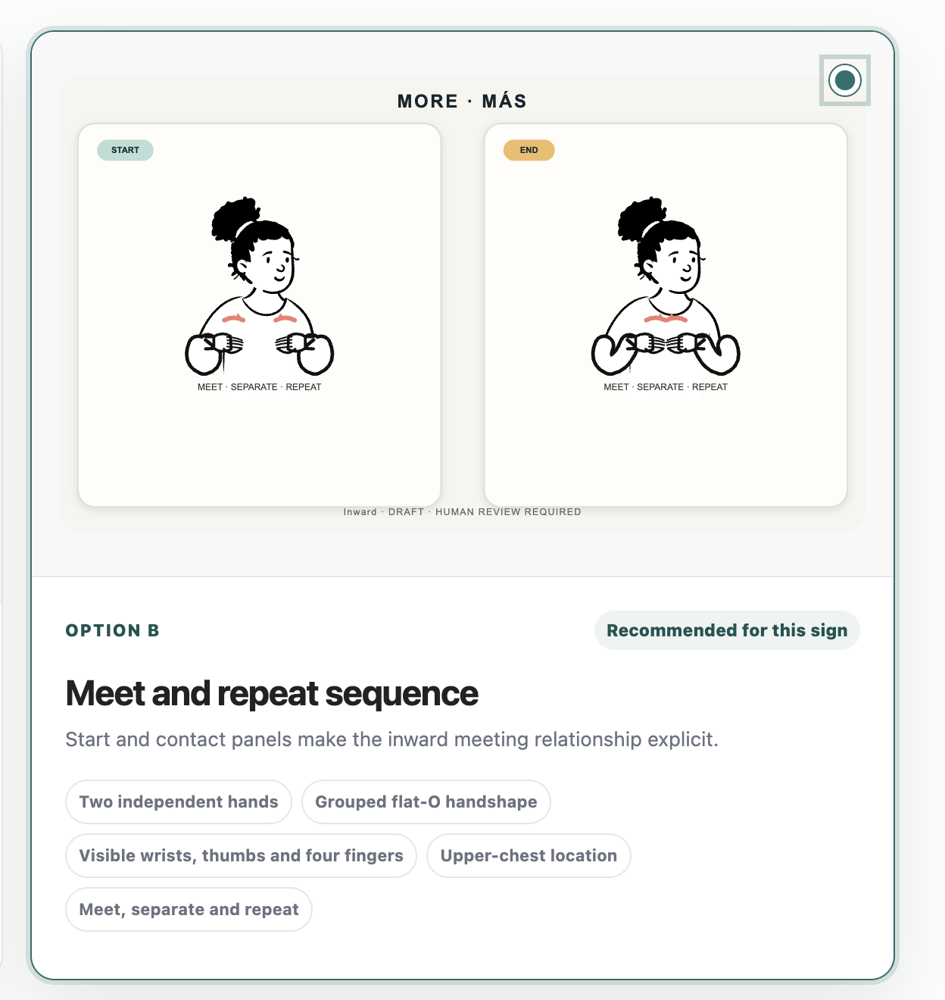 MORE · MÁS
START
END
MEET · SEPARATE · REPEAT
MEET · SEPARATE · REPEAT
Inward · DRAFT · HUMAN REVIEW REQUIRED
OPTION B
Recommended for this sign
Meet and repeat sequence
Start and contact panels make the inward meeting relationship explicit.
Two independent hands
Grouped flat-O handshape
Visible wrists, thumbs and four fingers
Upper-chest location
Meet, separate and repeat